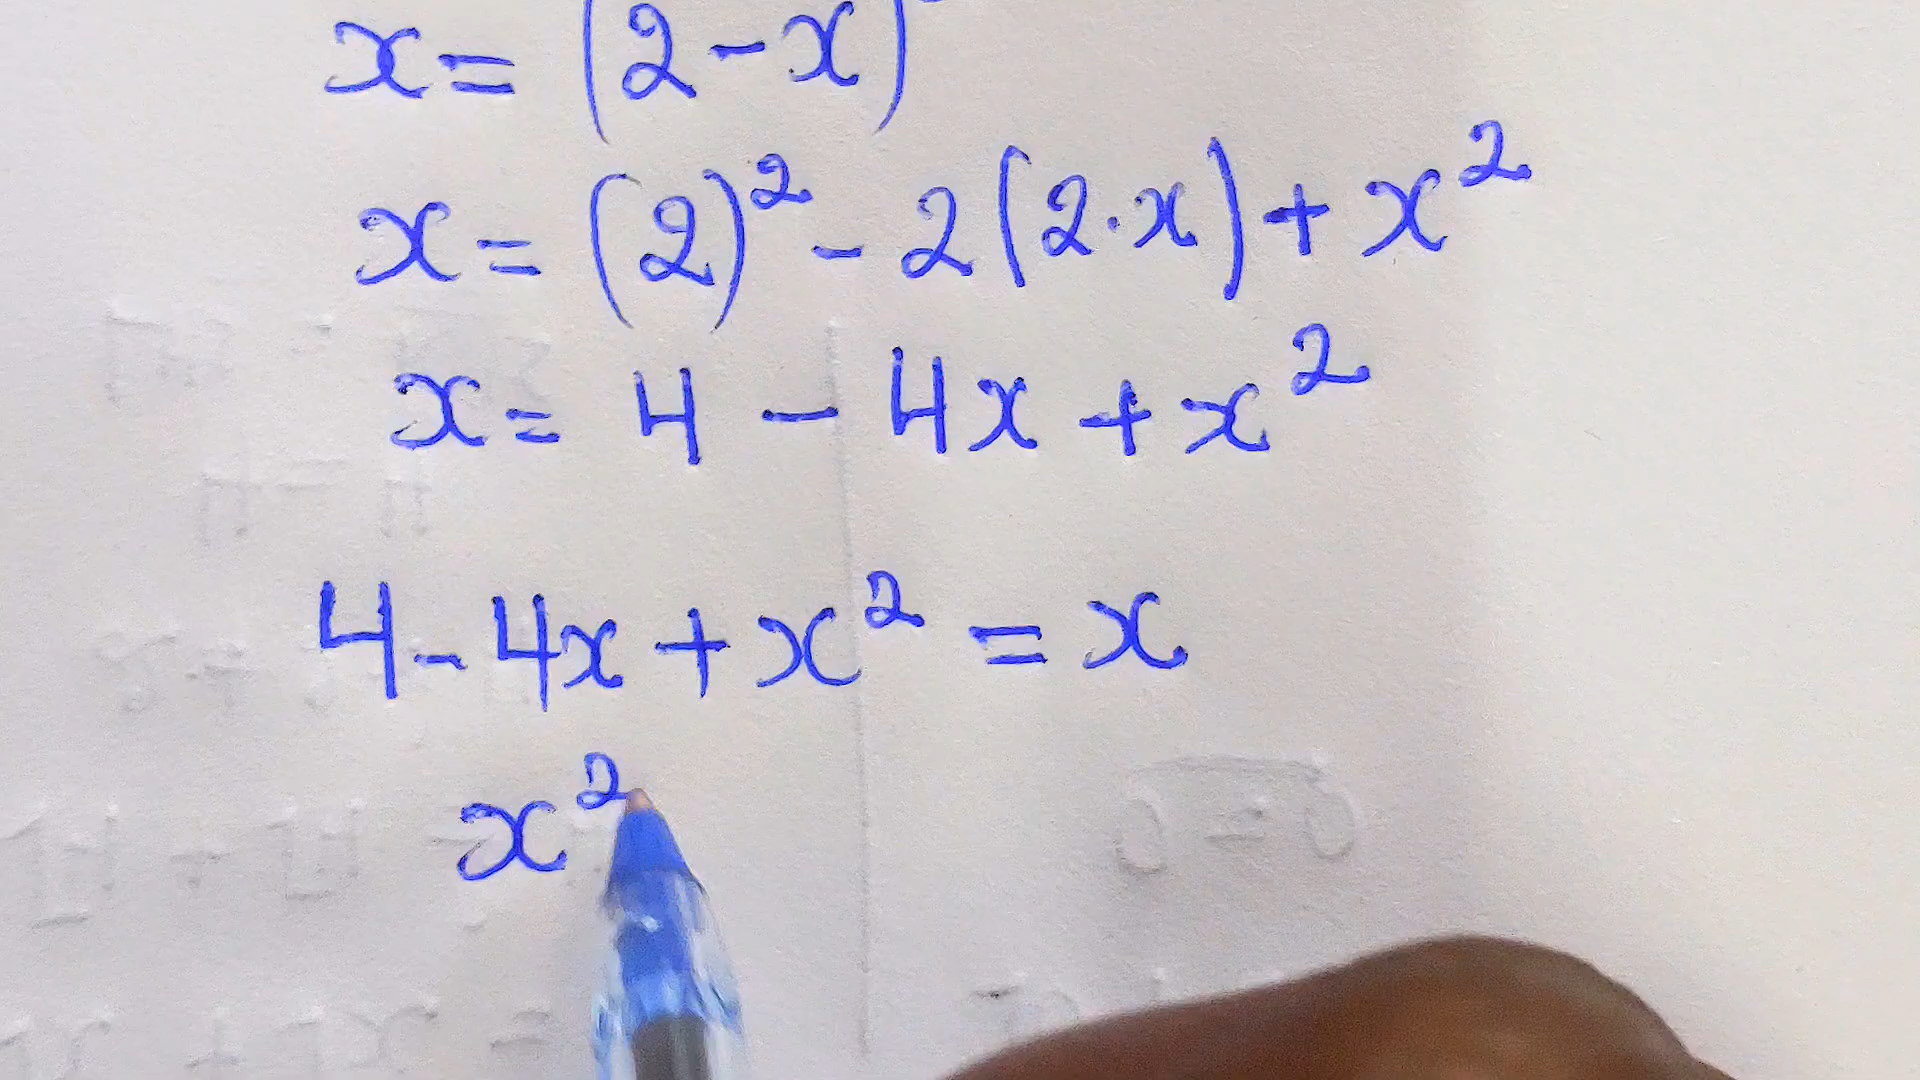 x = (2 - x)
x = (2)² - 2(2·x) + x²
x = 4 - 4x + x²
4 - 4x + x² = x
x²